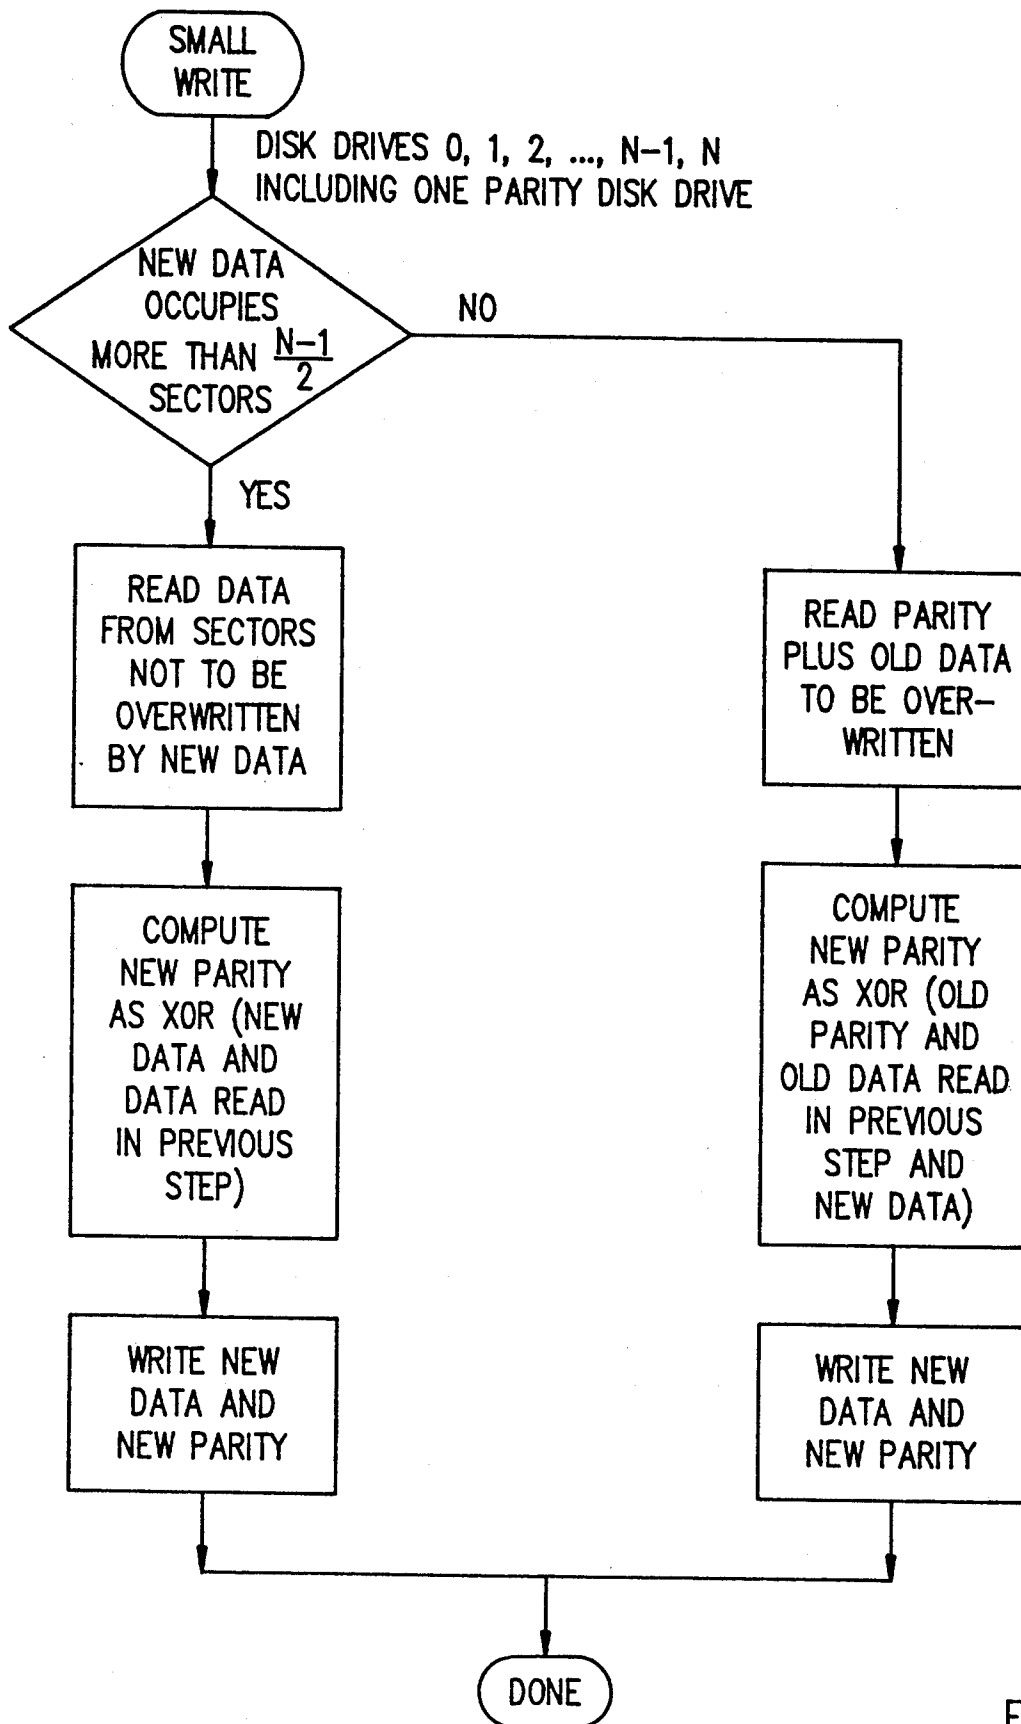 SMALL
WRITE
DISK DRIVES 0, 1, 2, ..., N-1, N
INCLUDING ONE PARITY DISK DRIVE
NEW DATA
OCCUPIES
MORE THAN N-1/2
SECTORS
NO
YES
READ DATA
FROM SECTORS
NOT TO BE
OVERWRITTEN
BY NEW DATA
READ PARITY
PLUS OLD DATA
TO BE OVER-
WRITTEN
COMPUTE
NEW PARITY
AS XOR (NEW
DATA AND
DATA READ
IN PREVIOUS
STEP)
COMPUTE
NEW PARITY
AS XOR (OLD
PARITY AND
OLD DATA READ
IN PREVIOUS
STEP AND
NEW DATA)
WRITE NEW
DATA AND
NEW PARITY
WRITE NEW
DATA AND
NEW PARITY
DONE